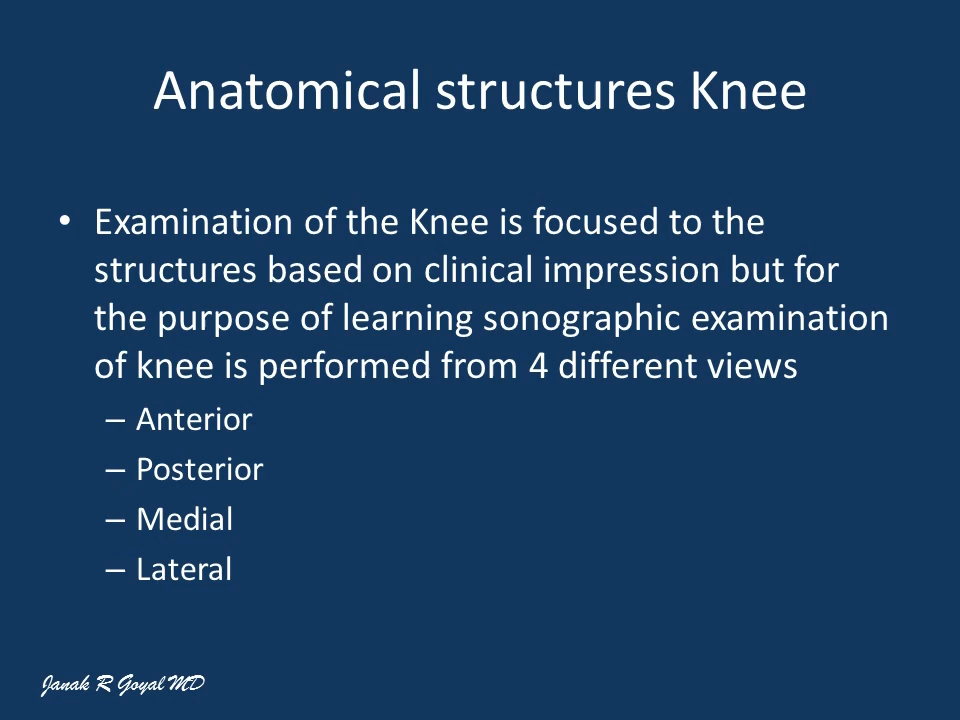 Anatomical structures Knee
• Examination of the Knee is focused to the
structures based on clinical impression but for
the purpose of learning sonographic examination
of knee is performed from 4 different views
– Anterior
– Posterior
– Medial
– Lateral
Janak R Goyal MD